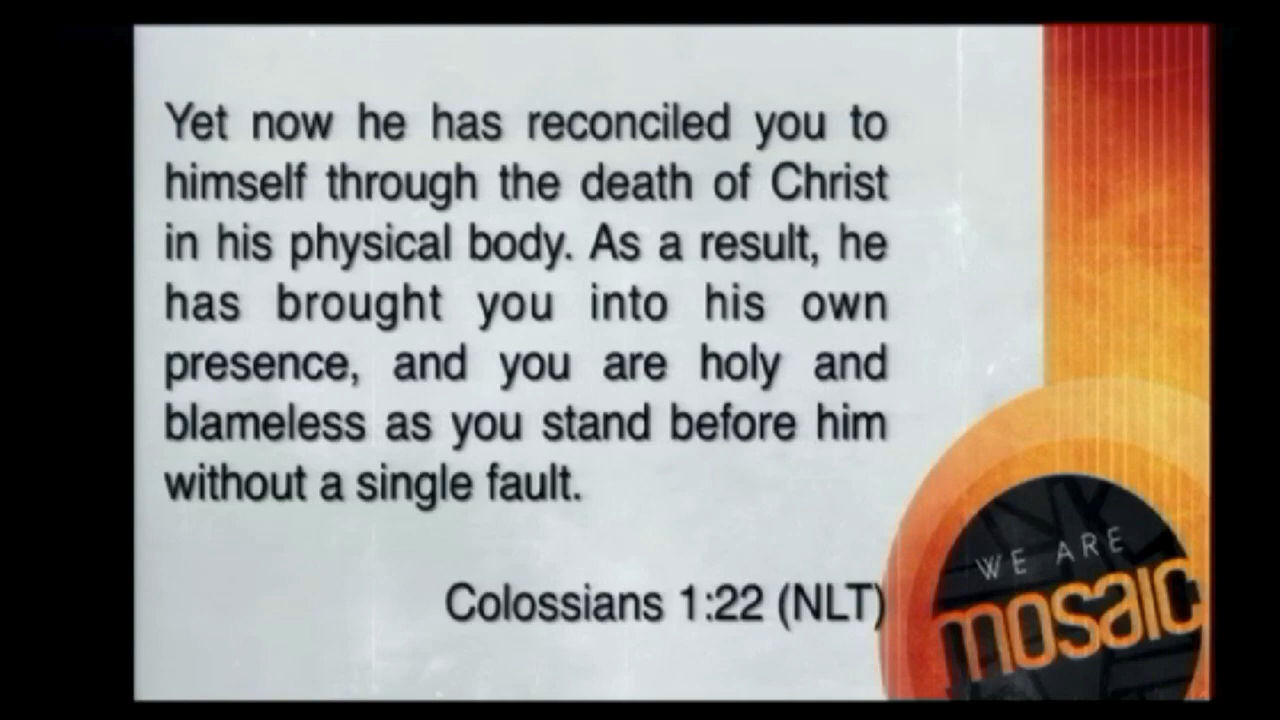 Yet now he has reconciled you to
himself through the death of Christ
in his physical body. As a result, he
has brought you into his own
presence, and you are holy and
blameless as you stand before him
without a single fault.
Colossians 1:22 (NLT)
WE ARE
mosaic